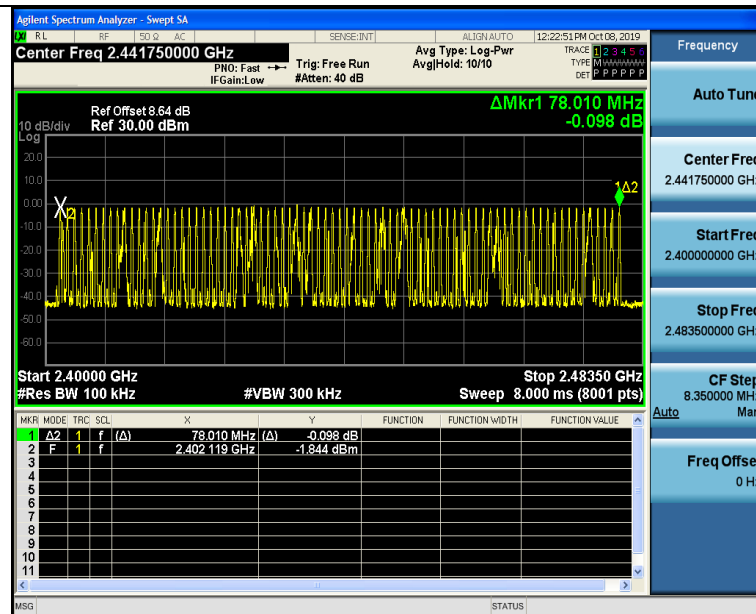 Agilent Spectrum Analyzer - Swept SA
LXI RL RF 50 Ω AC SENSE:INT ALIGN AUTO 12:22:51 PM Oct 08, 2019
Center Freq 2.441750000 GHz
PNO: Fast
IFGain:Low
Trig: Free Run
#Atten: 40 dB
Avg Type: Log-Pwr
Avg|Hold: 10/10
TRACE 1 2 3 4 5 6
TYPE M
DET P P P P P P
ΔMkr1 78.010 MHz
-0.098 dB
Ref Offset 8.64 dB
10 dB/div Ref 30.00 dBm
Log
20.0
10.0
0.00
-10.0
-20.0
-30.0
-40.0
-50.0
-60.0
X2
1Δ2
Start 2.40000 GHz Stop 2.48350 GHz
#Res BW 100 kHz #VBW 300 kHz Sweep 8.000 ms (8001 pts)
MKR MODE TRC SCL X Y FUNCTION FUNCTION WIDTH FUNCTION VALUE
1 Δ2 1 f (Δ) 78.010 MHz (Δ) -0.098 dB
2 F 1 f 2.402 119 GHz -1.844 dBm
3
4
5
6
7
8
9
10
11
MSG STATUS
Frequency
Auto Tune
Center Freq
2.441750000 GHz
Start Freq
2.400000000 GHz
Stop Freq
2.483500000 GHz
CF Step
8.350000 MHz
Auto Man
Freq Offset
0 Hz